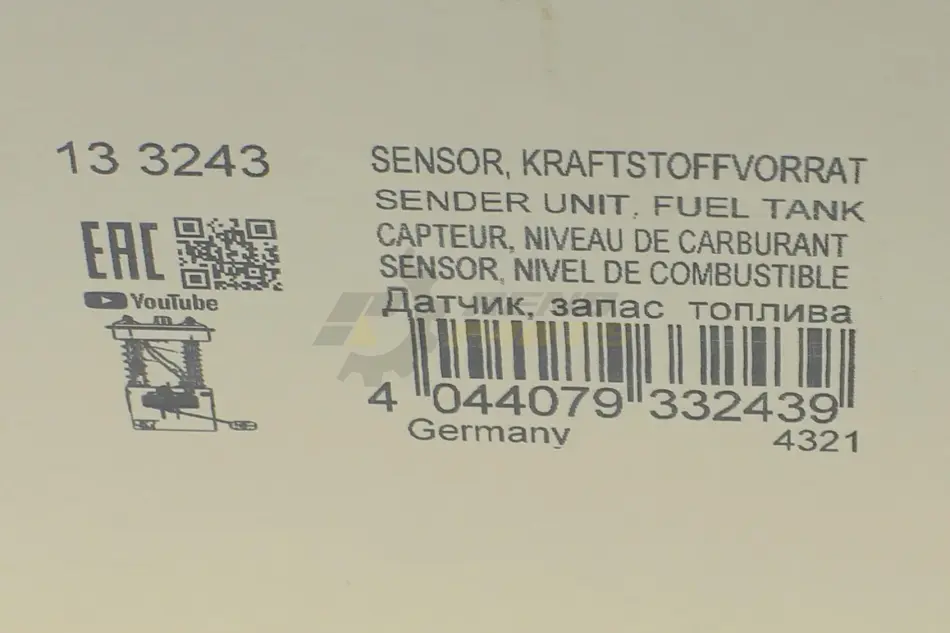 13 3243
EAC
YouTube
SENSOR, KRAFTSTOFFVORRAT
SENDER UNIT, FUEL TANK
CAPTEUR, NIVEAU DE CARBURANT
SENSOR, NIVEL DE COMBUSTIBLE
Датчик, запас топлива
4 044079 332439
Germany
4321